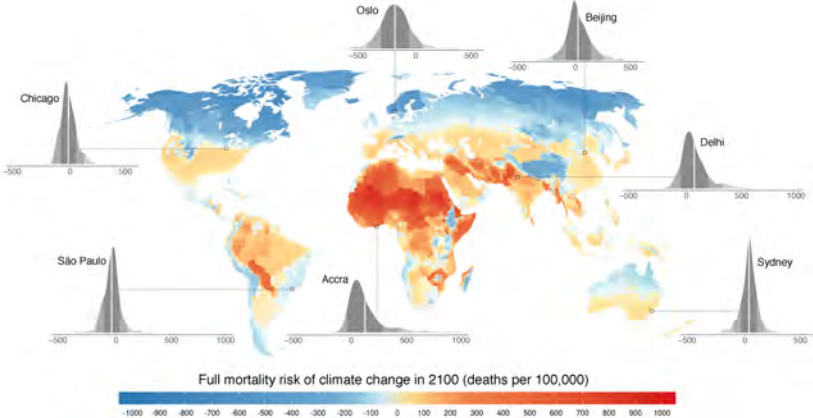 Oslo
-500 0 500 1000
Beijing
-500 0 500
Chicago
-500 0 500
Delhi
-500 0 500 1000
São Paulo
-500 0 500 1000
Accra
-500 0 500 1000
Sydney
-500 0 500
Full mortality risk of climate change in 2100 (deaths per 100,000)
-1000 -900 -800 -700 -600 -500 -400 -300 -200 -100 0 100 200 300 400 500 600 700 800 900 1000